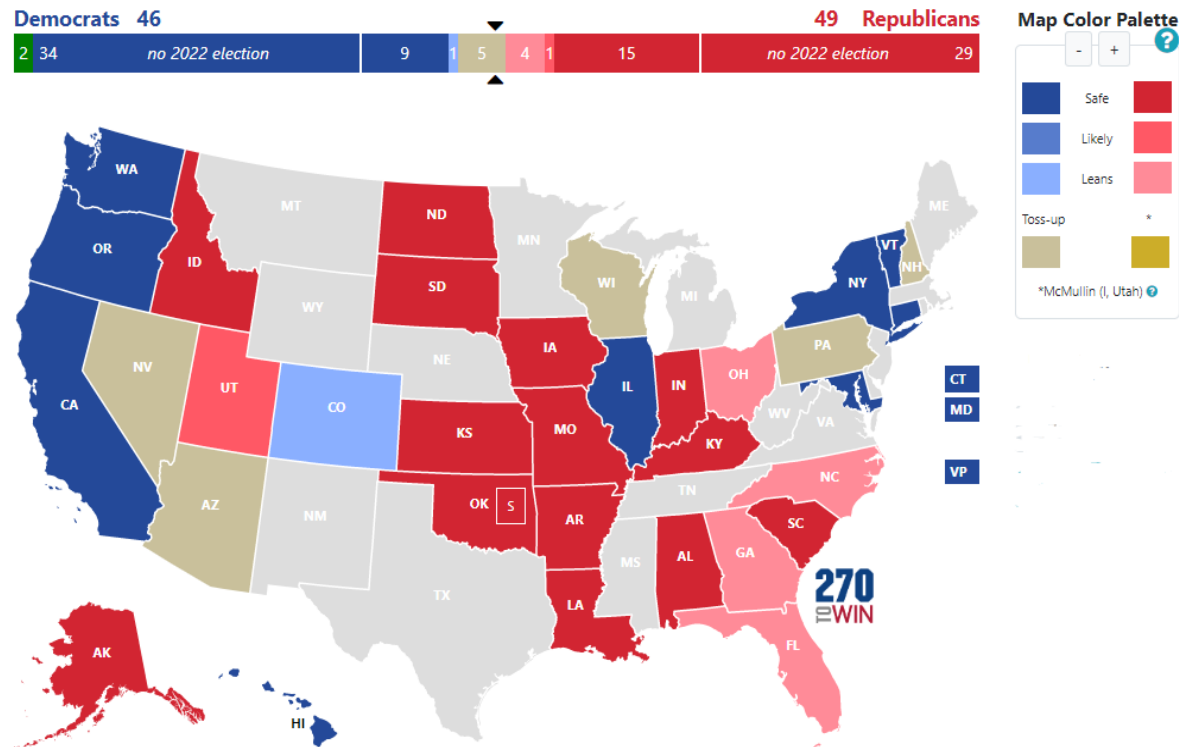 Democrats 46
49 Republicans
2 34 no 2022 election 9 1 5 4 1 15 no 2022 election 29
Map Color Palette
- + ?
Safe
Likely
Leans
Toss-up *
*McMullin (I, Utah) ?
WA
OR
CA
NV
ID
MT
WY
UT
AZ
CO
NM
ND
SD
NE
KS
OK S
TX
MN
IA
MO
AR
LA
WI
IL
MI
IN
OH
KY
TN
MS
AL
GA
FL
SC
NC
VA
WV
PA
NY
VT
NH
ME
CT
MD
VP
AK
HI
270
TO WIN